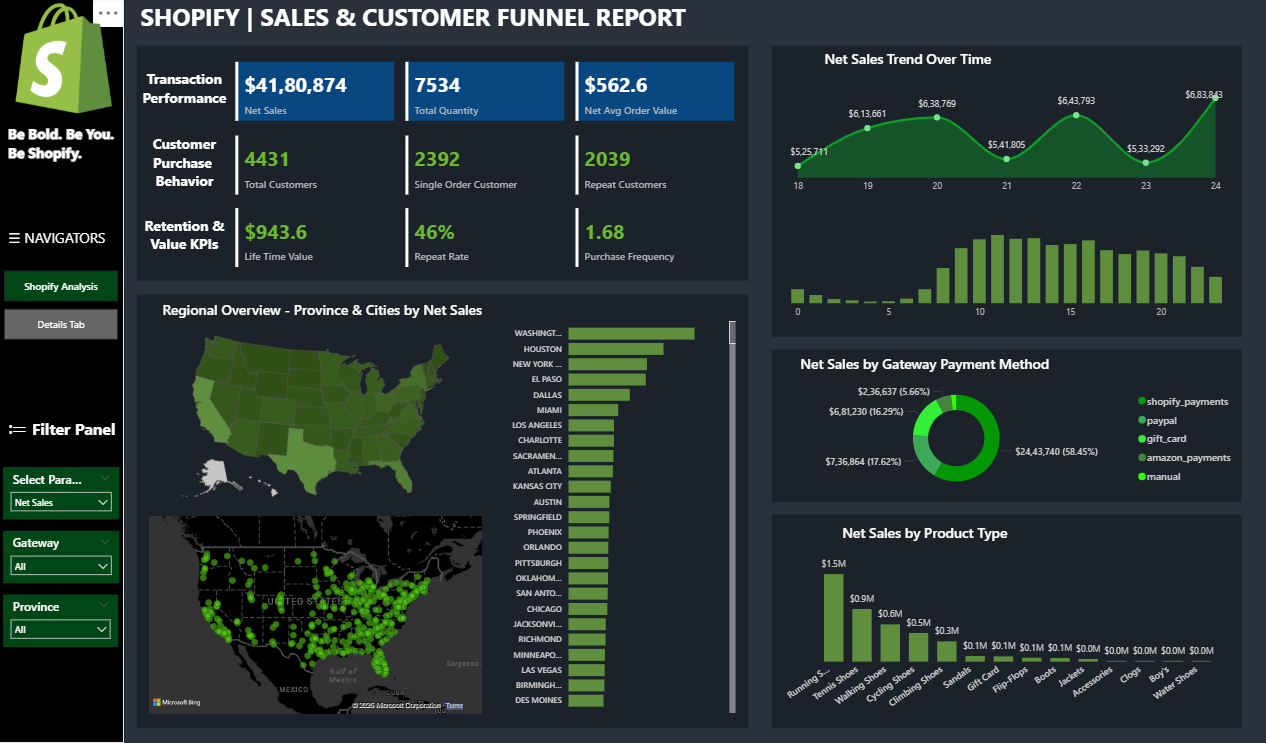 SHOPIFY | SALES & CUSTOMER FUNNEL REPORT
S
Be Bold. Be You.
Be Shopify.
NAVIGATORS
Shopify Analysis
Details Tab
Filter Panel
Select Para...
Net Sales
Gateway
All
Province
All
Transaction
Performance
$41,80,874
Net Sales
7534
Total Quantity
$562.6
Net Avg Order Value
Customer
Purchase
Behavior
4431
Total Customers
2392
Single Order Customer
2039
Repeat Customers
Retention &
Value KPIs
$943.6
Life Time Value
46%
Repeat Rate
1.68
Purchase Frequency
Regional Overview - Province & Cities by Net Sales
WASHINGT...
HOUSTON
NEW YORK ...
EL PASO
DALLAS
MIAMI
LOS ANGELES
CHARLOTTE
SACRAMEN...
ATLANTA
KANSAS CITY
AUSTIN
SPRINGFIELD
PHOENIX
ORLANDO
PITTSBURGH
OKLAHOM...
SAN ANTO...
CHICAGO
JACKSONVI...
RICHMOND
MINNEAPO...
LAS VEGAS
BIRMINGH...
DES MOINES
UNITED STATES
Gulf of
Mexico
MEXICO
CUBA
Sargasso
Microsoft Bing
© 2025 Microsoft Corporation Terms
Net Sales Trend Over Time
$5,25,711
$6,13,661
$6,38,769
$5,41,805
$6,43,793
$5,33,292
$6,83,843
18 19 20 21 22 23 24
0 5 10 15 20
Net Sales by Gateway Payment Method
$2,36,637 (5.66%)
$6,81,230 (16.29%)
$7,36,864 (17.62%)
$24,43,740 (58.45%)
shopify_payments
paypal
gift_card
amazon_payments
manual
Net Sales by Product Type
$1.5M
$0.9M
$0.6M
$0.5M
$0.3M
$0.1M
$0.1M
$0.1M
$0.1M
$0.0M
$0.0M
$0.0M
$0.0M
$0.0M
Running S...
Tennis Shoes
Walking Shoes
Cycling Shoes
Climbing Shoes
Sandals
Gift Card
Flip-Flops
Boots
Jackets
Accessories
Clogs
Boy's
Water Shoes